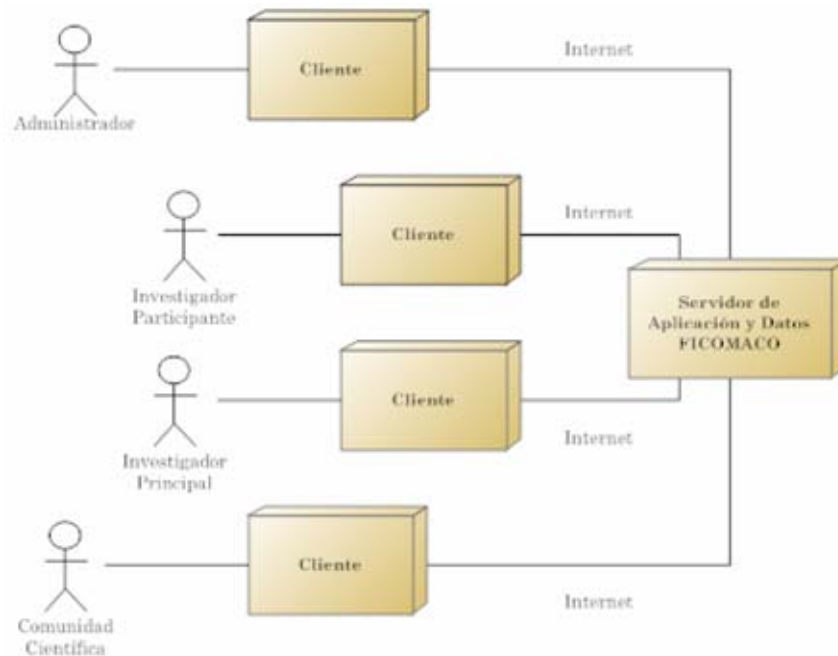 Cliente
Internet
Administrador
Cliente
Internet
Investigador
Participante
Servidor de
Aplicación y Datos
FICOMACO
Cliente
Internet
Investigador
Principal
Cliente
Internet
Comunidad
Científica